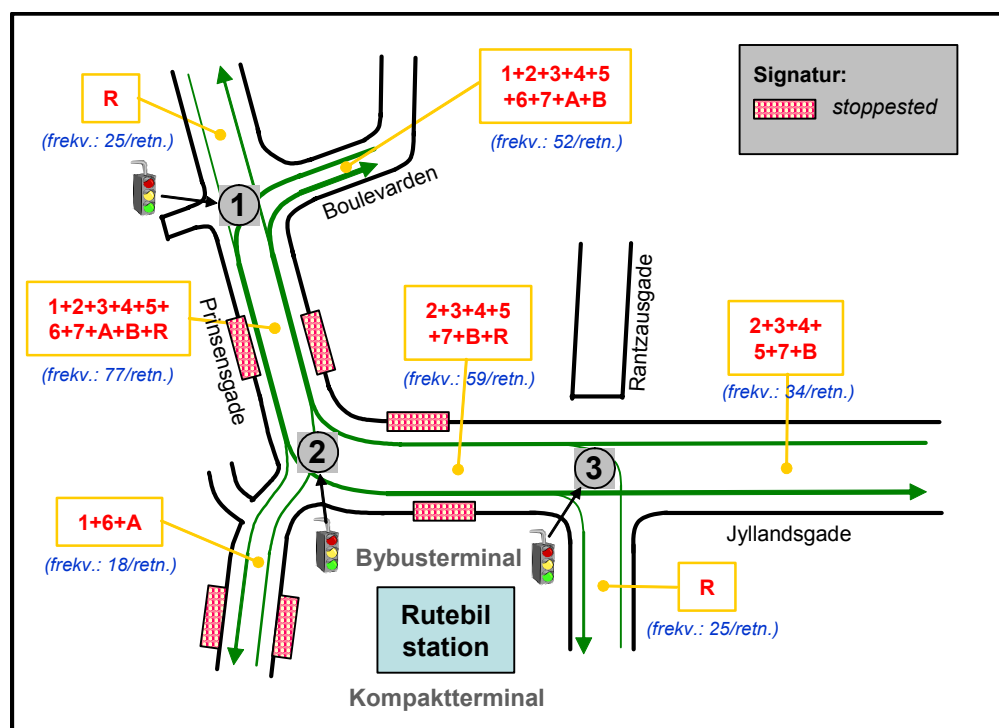 R
(frekv.: 25/retn.)
1+2+3+4+5
+6+7+A+B
(frekv.: 52/retn.)
Signatur:
stoppested
1
Boulevarden
1+2+3+4+5+
6+7+A+B+R
(frekv.: 77/retn.)
Prinsensgade
2+3+4+5
+7+B+R
(frekv.: 59/retn.)
Rantzausgade
2+3+4+
5+7+B
(frekv.: 34/retn.)
2
3
1+6+A
(frekv.: 18/retn.)
Bybusterminal
Jyllandsgade
Rutebil
station
R
(frekv.: 25/retn.)
Kompaktterminal